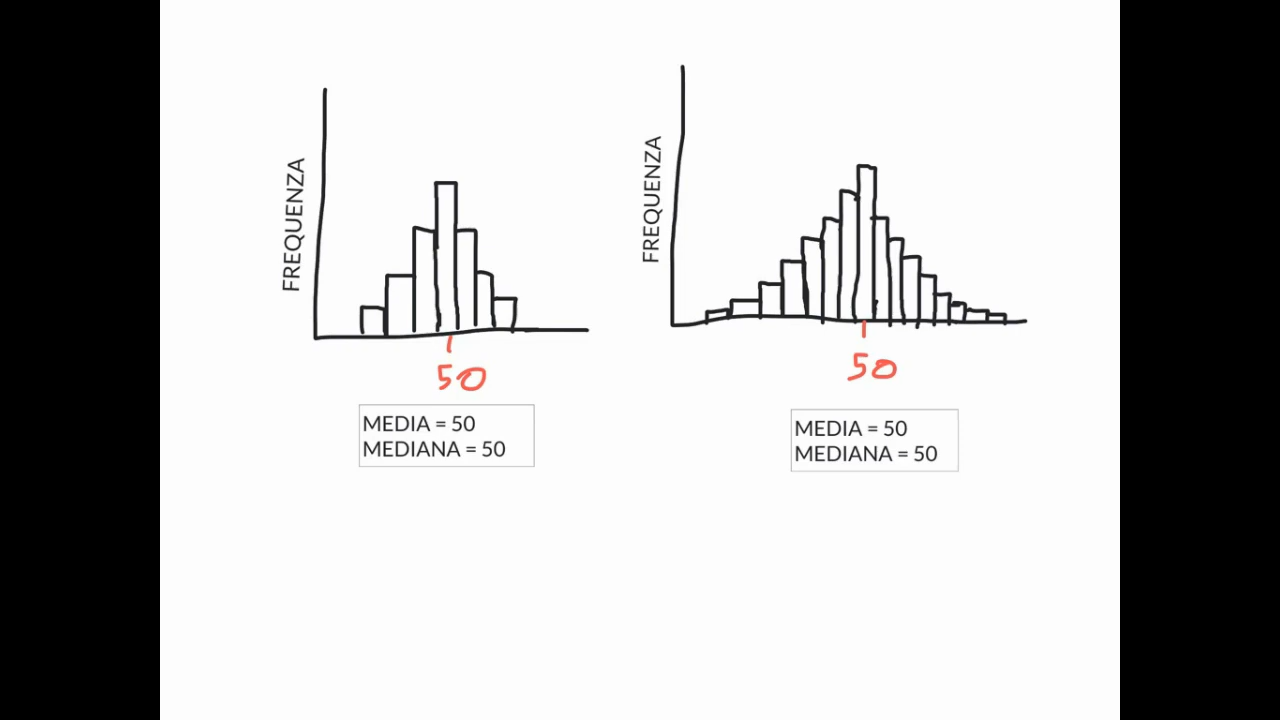 FREQUENZA
50
MEDIA = 50
MEDIANA = 50
FREQUENZA
50
MEDIA = 50
MEDIANA = 50